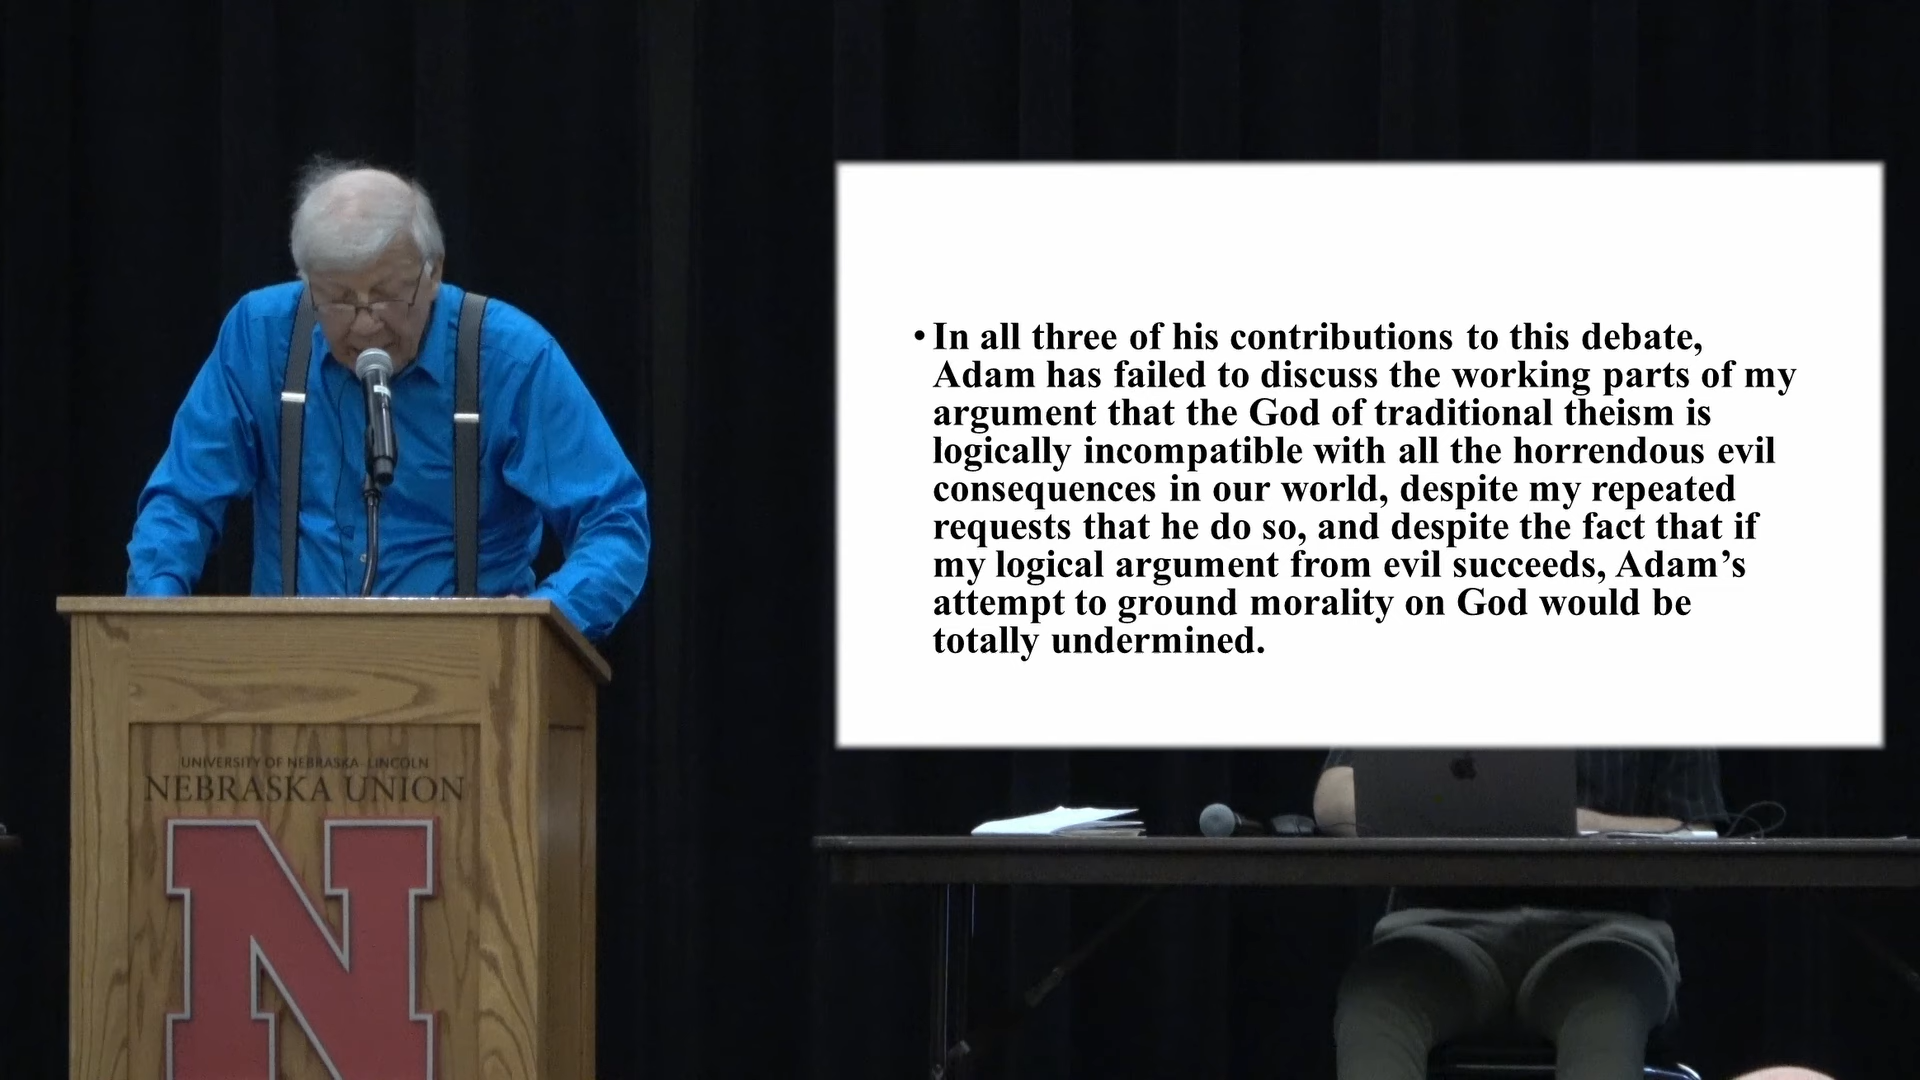 • In all three of his contributions to this debate,
Adam has failed to discuss the working parts of my
argument that the God of traditional theism is
logically incompatible with all the horrendous evil
consequences in our world, despite my repeated
requests that he do so, and despite the fact that if
my logical argument from evil succeeds, Adam’s
attempt to ground morality on God would be
totally undermined.
UNIVERSITY OF NEBRASKA–LINCOLN
NEBRASKA UNION
N